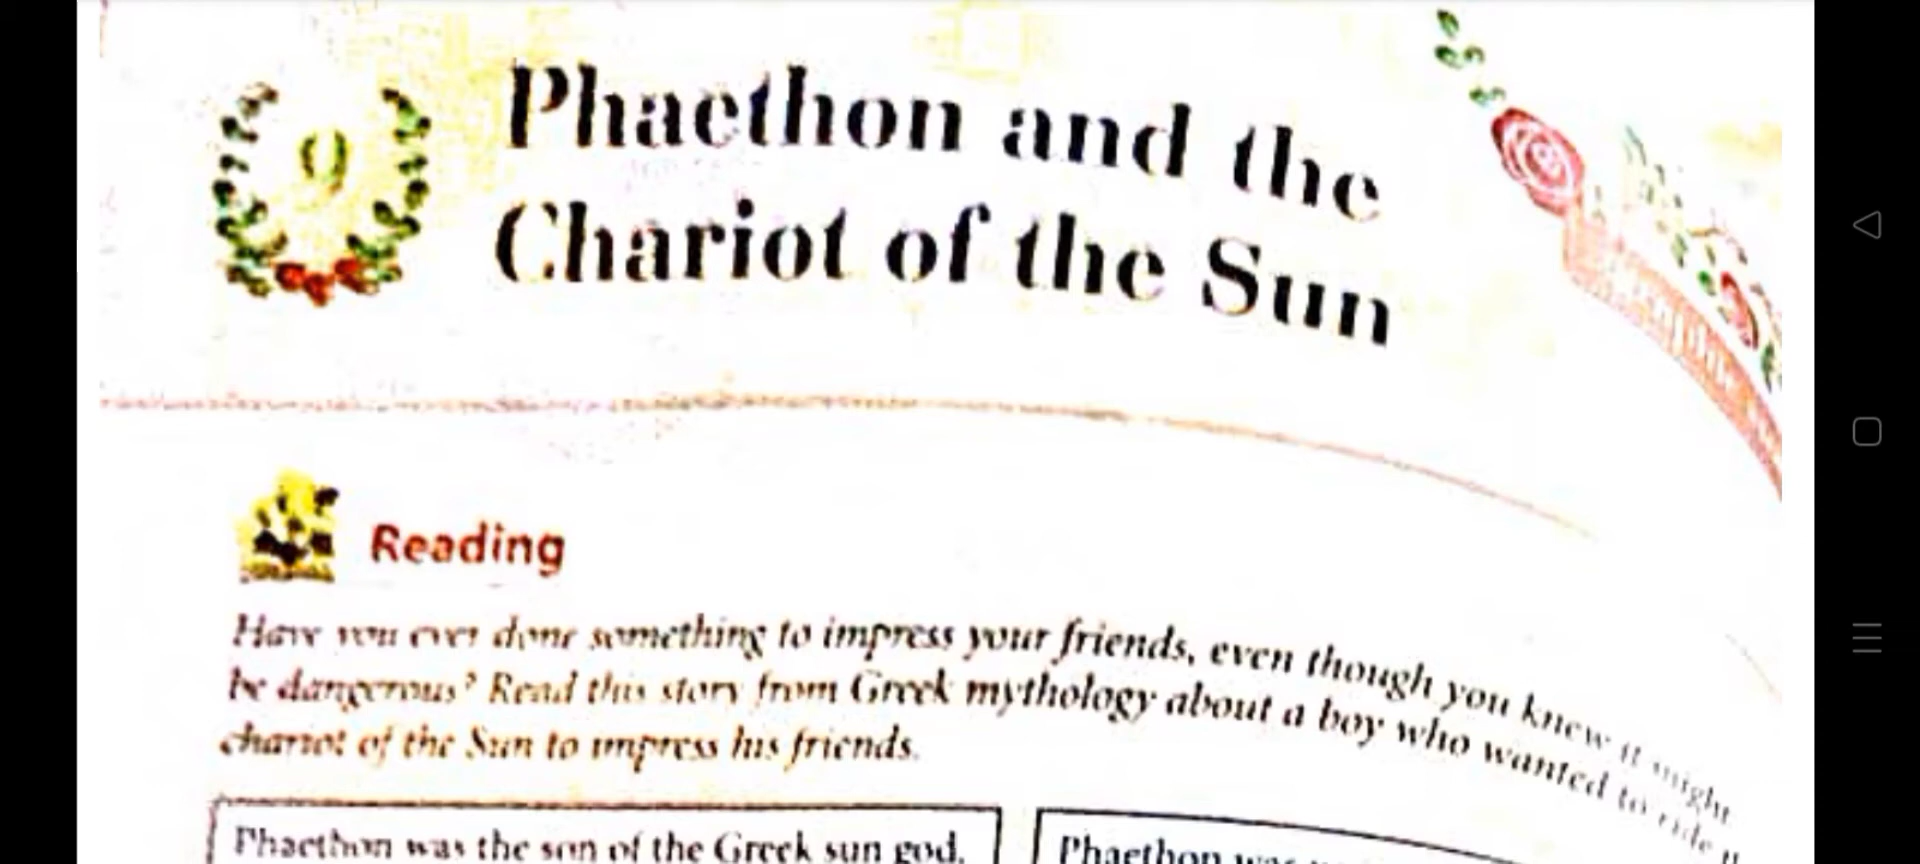 9
Phaethon and the
Chariot of the Sun
Reading
Have you ever done something to impress your friends, even though you knew it might
be dangerous? Read this story from Greek mythology about a boy who wanted to ride
chariot of the Sun to impress his friends.
Phaethon was the son of the Greek sun god,
Phaethon was